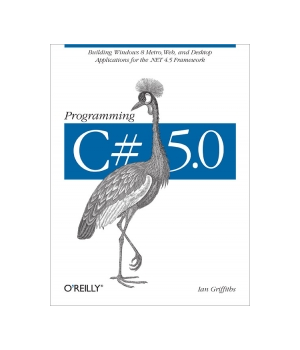 Building Windows 8 Metro, Web, and Desktop
Applications for the .NET 4.5 Framework
Programming
C# 5.0
O'REILLY®
Ian Griffiths